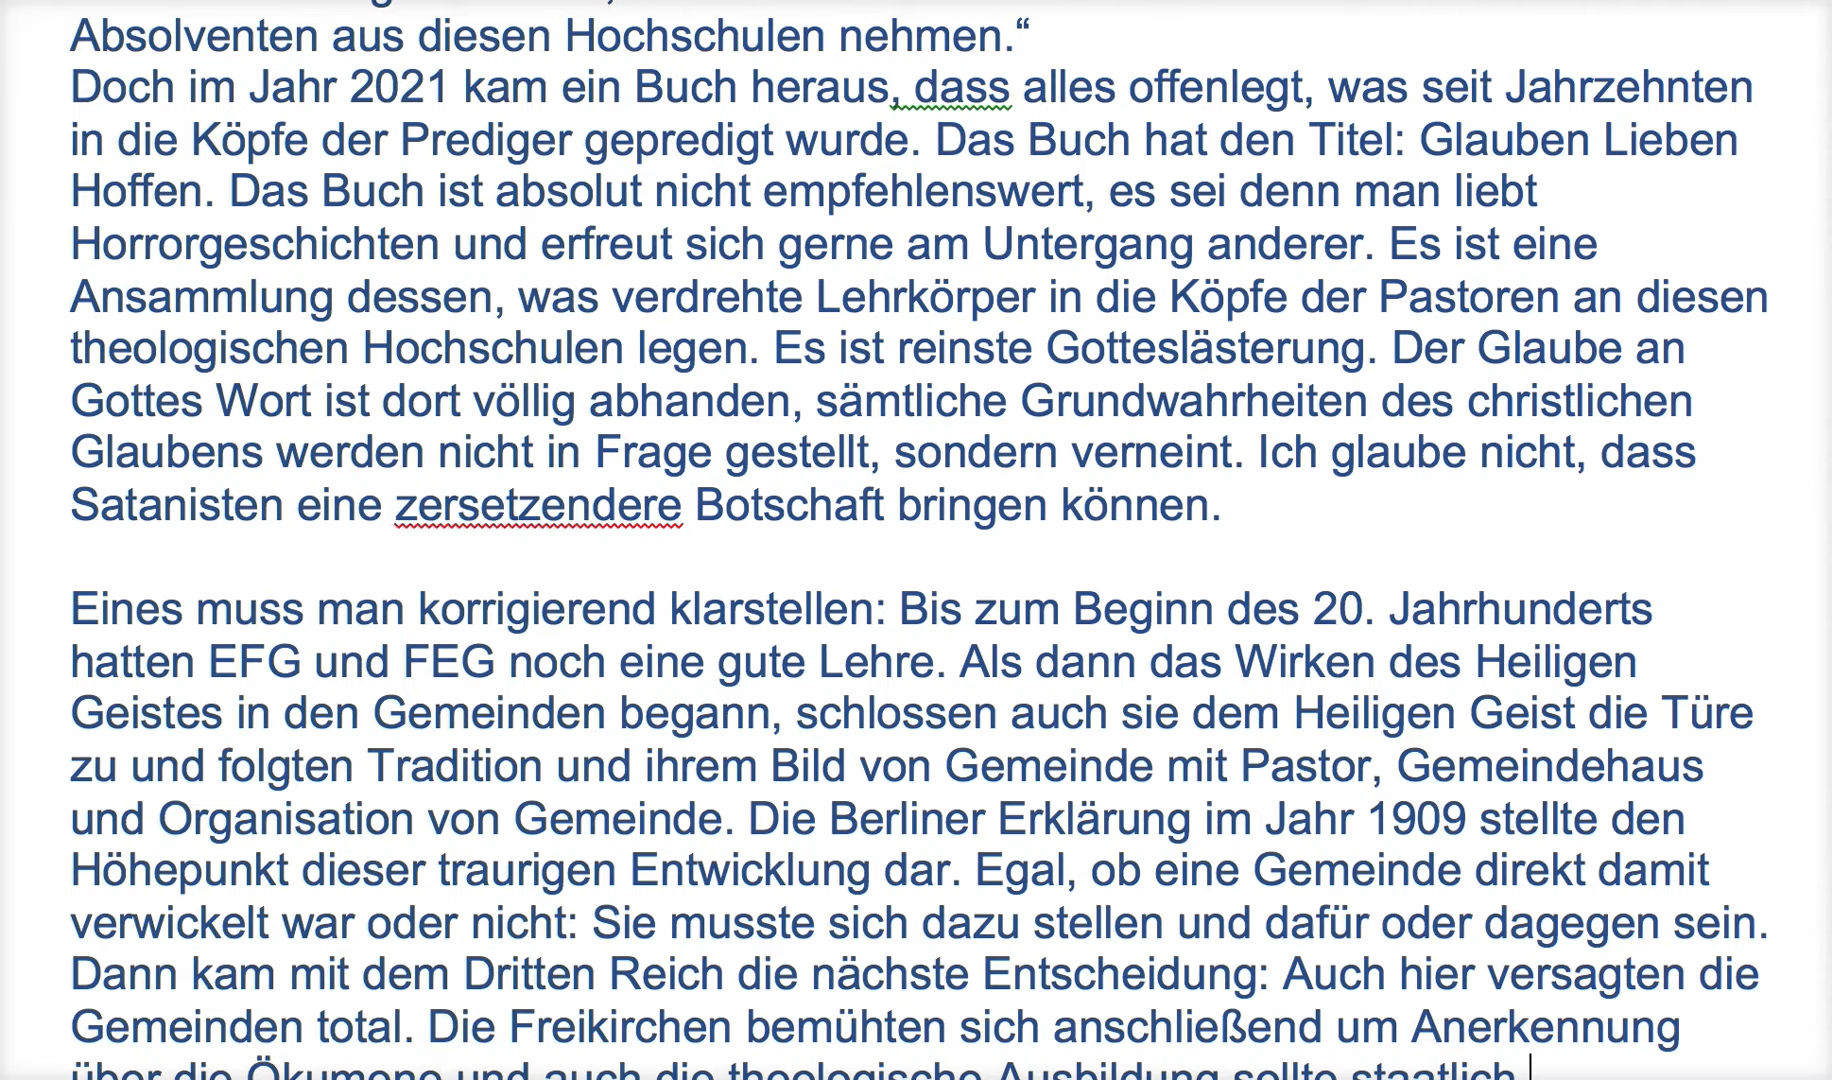 Absolventen aus diesen Hochschulen nehmen.“
Doch im Jahr 2021 kam ein Buch heraus, dass alles offenlegt, was seit Jahrzehnten
in die Köpfe der Prediger gepredigt wurde. Das Buch hat den Titel: Glauben Lieben
Hoffen. Das Buch ist absolut nicht empfehlenswert, es sei denn man liebt
Horrorgeschichten und erfreut sich gerne am Untergang anderer. Es ist eine
Ansammlung dessen, was verdrehte Lehrkörper in die Köpfe der Pastoren an diesen
theologischen Hochschulen legen. Es ist reinste Gotteslästerung. Der Glaube an
Gottes Wort ist dort völlig abhanden, sämtliche Grundwahrheiten des christlichen
Glaubens werden nicht in Frage gestellt, sondern verneint. Ich glaube nicht, dass
Satanisten eine zersetzendere Botschaft bringen können.
Eines muss man korrigierend klarstellen: Bis zum Beginn des 20. Jahrhunderts
hatten EFG und FEG noch eine gute Lehre. Als dann das Wirken des Heiligen
Geistes in den Gemeinden begann, schlossen auch sie dem Heiligen Geist die Türe
zu und folgten Tradition und ihrem Bild von Gemeinde mit Pastor, Gemeindehaus
und Organisation von Gemeinde. Die Berliner Erklärung im Jahr 1909 stellte den
Höhepunkt dieser traurigen Entwicklung dar. Egal, ob eine Gemeinde direkt damit
verwickelt war oder nicht: Sie musste sich dazu stellen und dafür oder dagegen sein.
Dann kam mit dem Dritten Reich die nächste Entscheidung: Auch hier versagten die
Gemeinden total. Die Freikirchen bemühten sich anschließend um Anerkennung
über die Ökumene und auch die theologische Ausbildung sollte staatlich